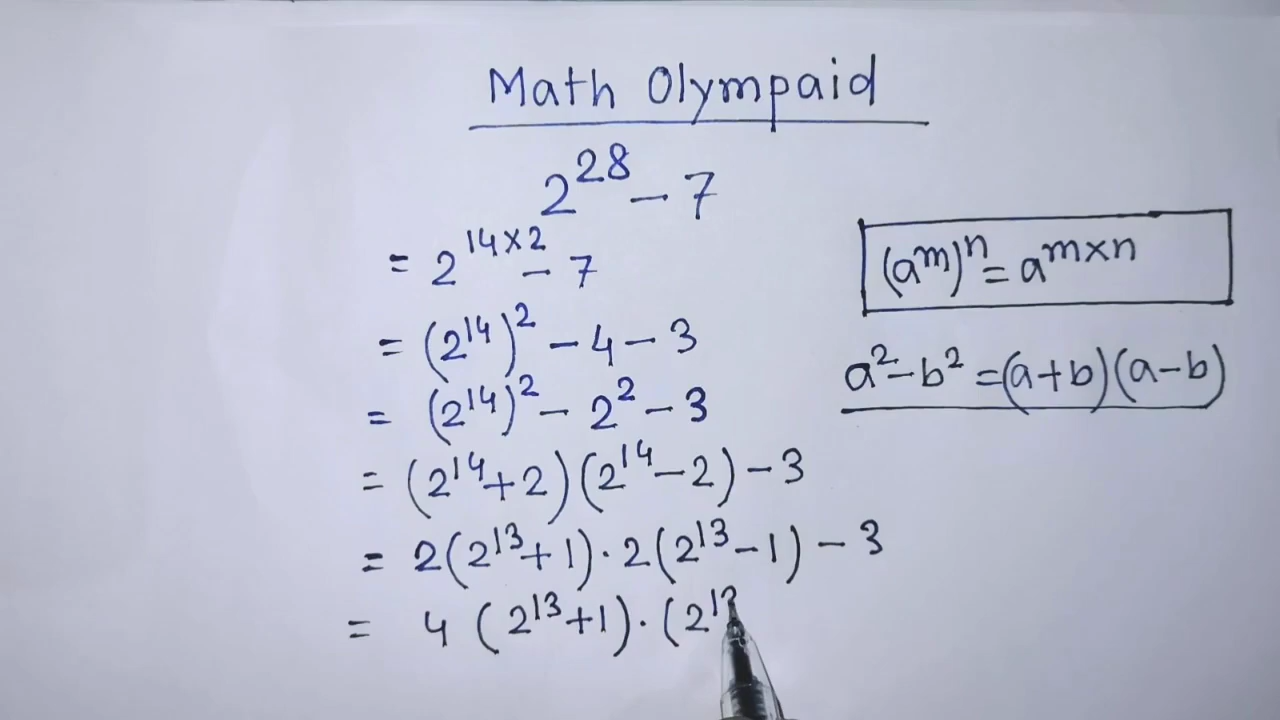 Math Olympaid
2^28 - 7
= 2^14×2 - 7
(a^m)^n = a^m×n
= (2^14)^2 - 4 - 3
a^2 - b^2 = (a+b)(a-b)
= (2^14)^2 - 2^2 - 3
= (2^14 + 2)(2^14 - 2) - 3
= 2(2^13 + 1) · 2(2^13 - 1) - 3
= 4 (2^13 + 1) · (2^13